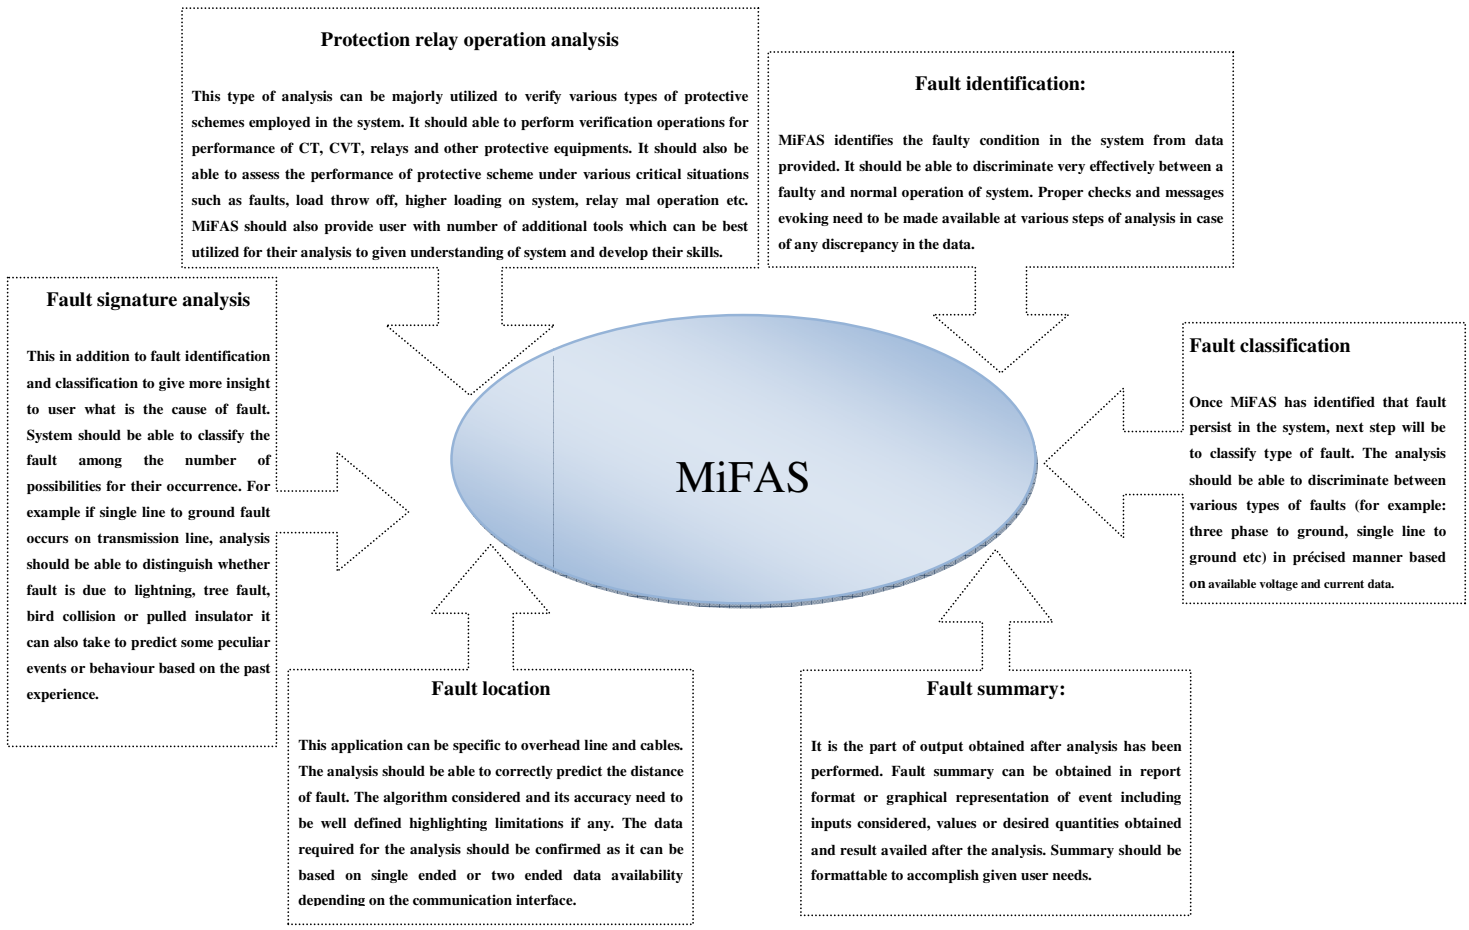 Protection relay operation analysis
This type of analysis can be majorly utilized to verify various types of protective
schemes employed in the system. It should able to perform verification operations for
performance of CT, CVT, relays and other protective equipments. It should also be
able to assess the performance of protective scheme under various critical situations
such as faults, load throw off, higher loading on system, relay mal operation etc.
MiFAS should also provide user with number of additional tools which can be best
utilized for their analysis to given understanding of system and develop their skills.
Fault identification:
MiFAS identifies the faulty condition in the system from data
provided. It should be able to discriminate very effectively between a
faulty and normal operation of system. Proper checks and messages
evoking need to be made available at various steps of analysis in case
of any discrepancy in the data.
Fault signature analysis
This in addition to fault identification
and classification to give more insight
to user what is the cause of fault.
System should be able to classify the
fault among the number of
possibilities for their occurrence. For
example if single line to ground fault
occurs on transmission line, analysis
should be able to distinguish whether
fault is due to lightning, tree fault,
bird collision or pulled insulator it
can also take to predict some peculiar
events or behaviour based on the past
experience.
MiFAS
Fault classification
Once MiFAS has identified that fault
persist in the system, next step will be
to classify type of fault. The analysis
should be able to discriminate between
various types of faults (for example:
three phase to ground, single line to
ground etc) in précised manner based
on available voltage and current data.
Fault location
This application can be specific to overhead line and cables.
The analysis should be able to correctly predict the distance
of fault. The algorithm considered and its accuracy need to
be well defined highlighting limitations if any. The data
required for the analysis should be confirmed as it can be
based on single ended or two ended data availability
depending on the communication interface.
Fault summary:
It is the part of output obtained after analysis has been
performed. Fault summary can be obtained in report
format or graphical representation of event including
inputs considered, values or desired quantities obtained
and result availed after the analysis. Summary should be
formattable to accomplish given user needs.